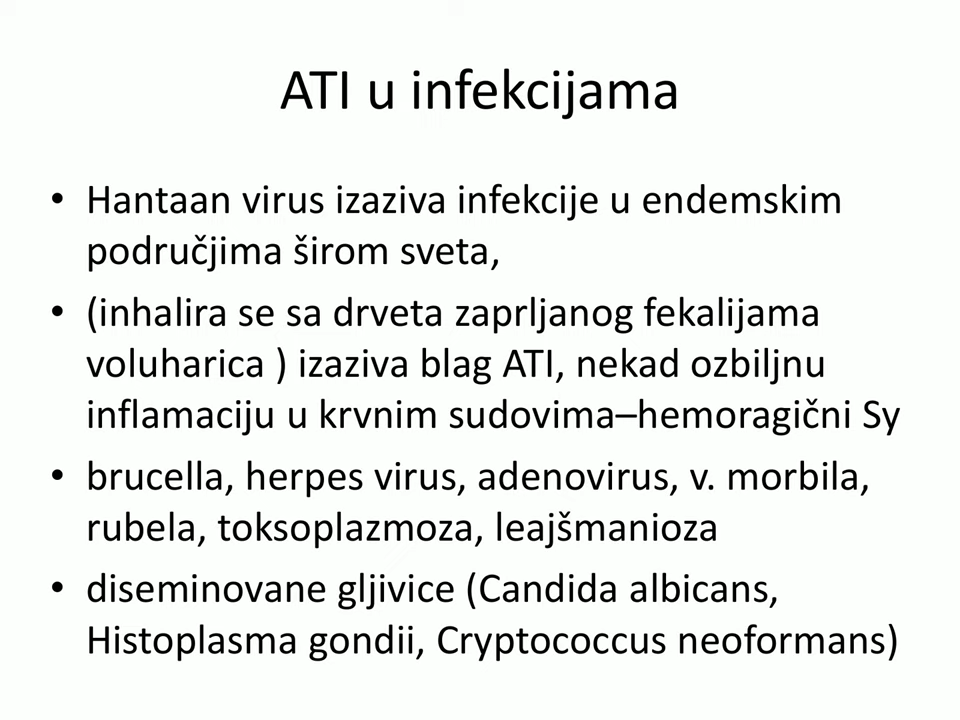 ATI u infekcijama
• Hantaan virus izaziva infekcije u endemskim
područjima širom sveta,
• (inhalira se sa drveta zaprljanog fekalijama
voluharica ) izaziva blag ATI, nekad ozbiljnu
inflamaciju u krvnim sudovima–hemoragični Sy
• brucella, herpes virus, adenovirus, v. morbila,
rubela, toksoplazmoza, leajšmanioza
• diseminovane gljivice (Candida albicans,
Histoplasma gondii, Cryptococcus neoformans)